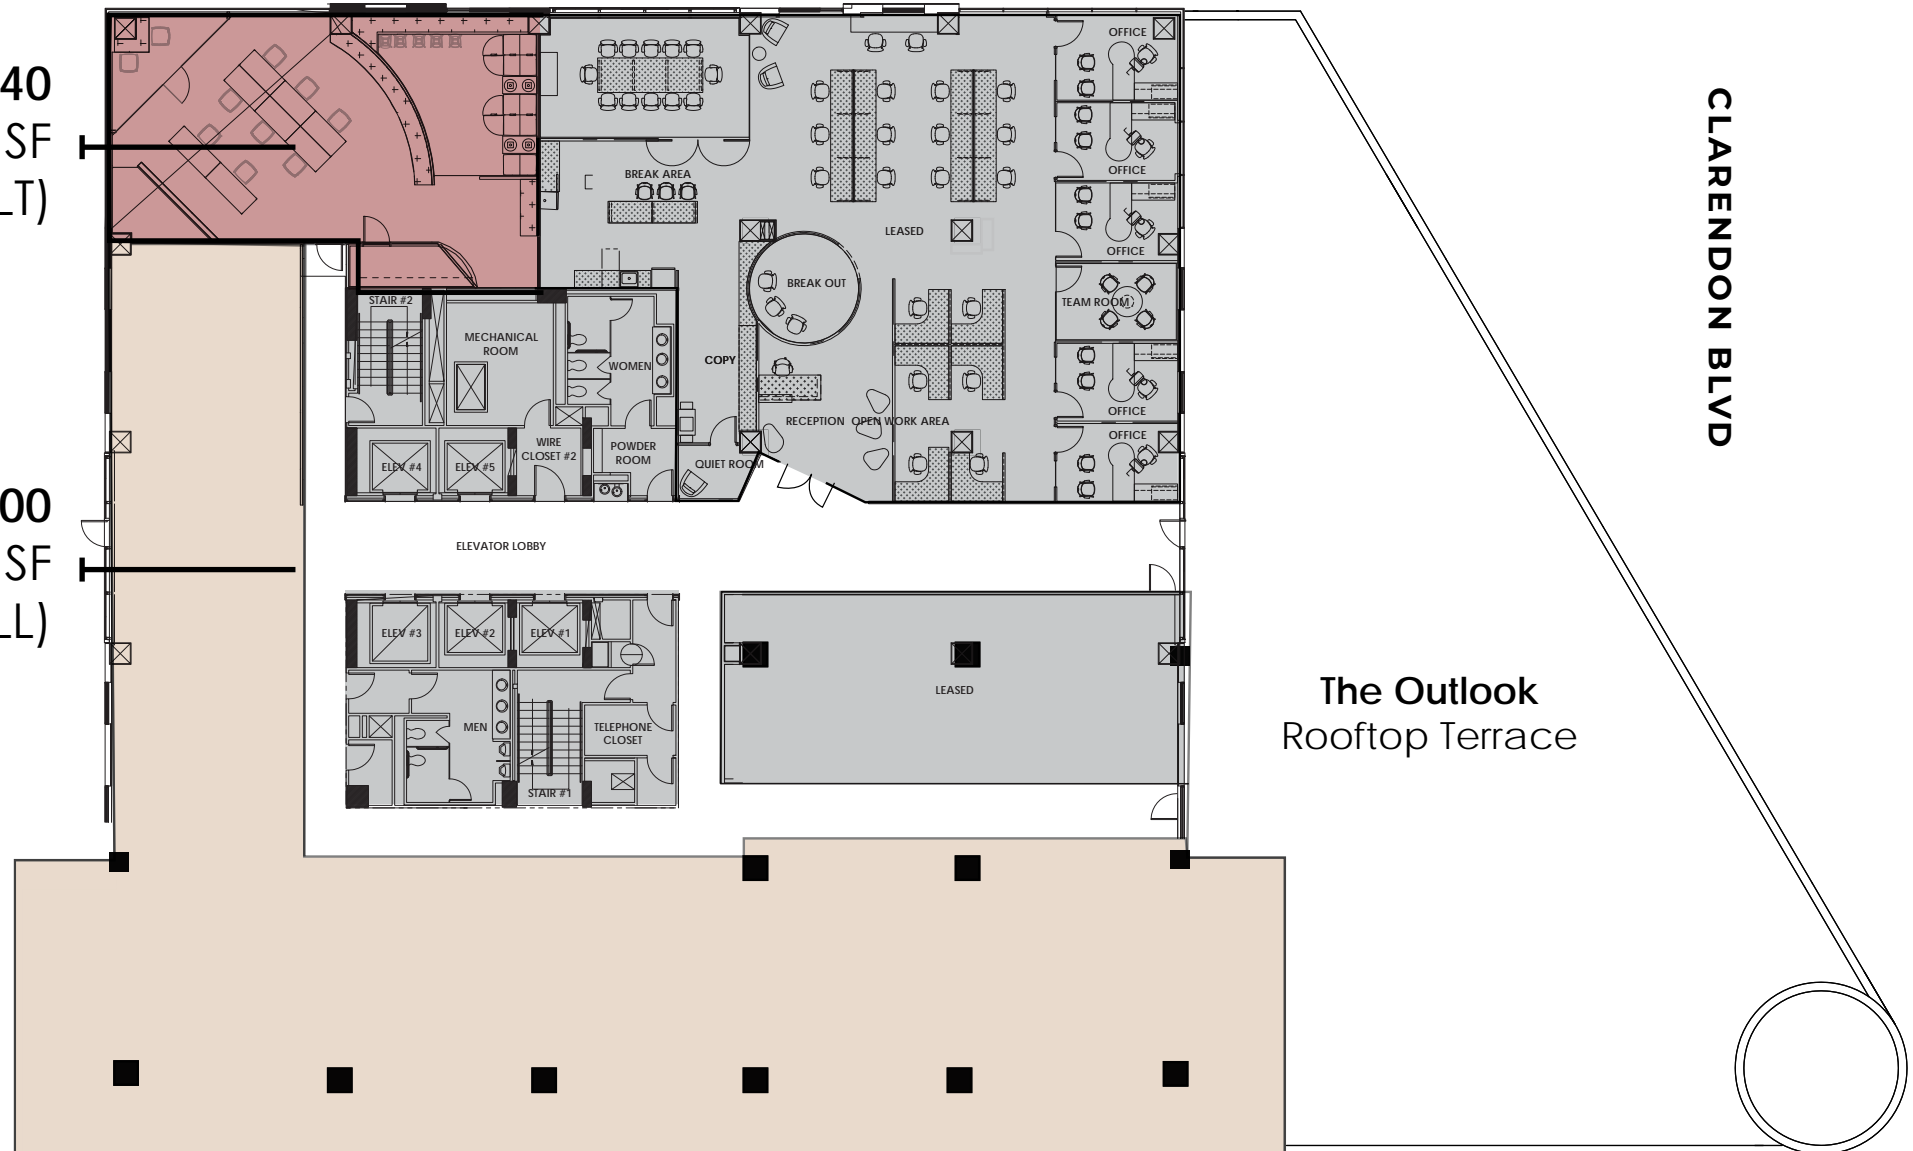 40
SF
LT)
00
SF
LL)
OFFICE
OFFICE
BREAK AREA
LEASED
OFFICE
BREAK OUT
TEAM ROOM
STAIR #2
MECHANICAL
ROOM
WOMEN
COPY
OFFICE
RECEPTION
OPEN WORK AREA
OFFICE
WIRE
CLOSET #2
POWDER
ROOM
QUIET ROOM
ELEV #4
ELEV #5
ELEVATOR LOBBY
ELEV #3
ELEV #2
ELEV #1
LEASED
MEN
TELEPHONE
CLOSET
STAIR #1
The Outlook
Rooftop Terrace
CLARENDON BLVD